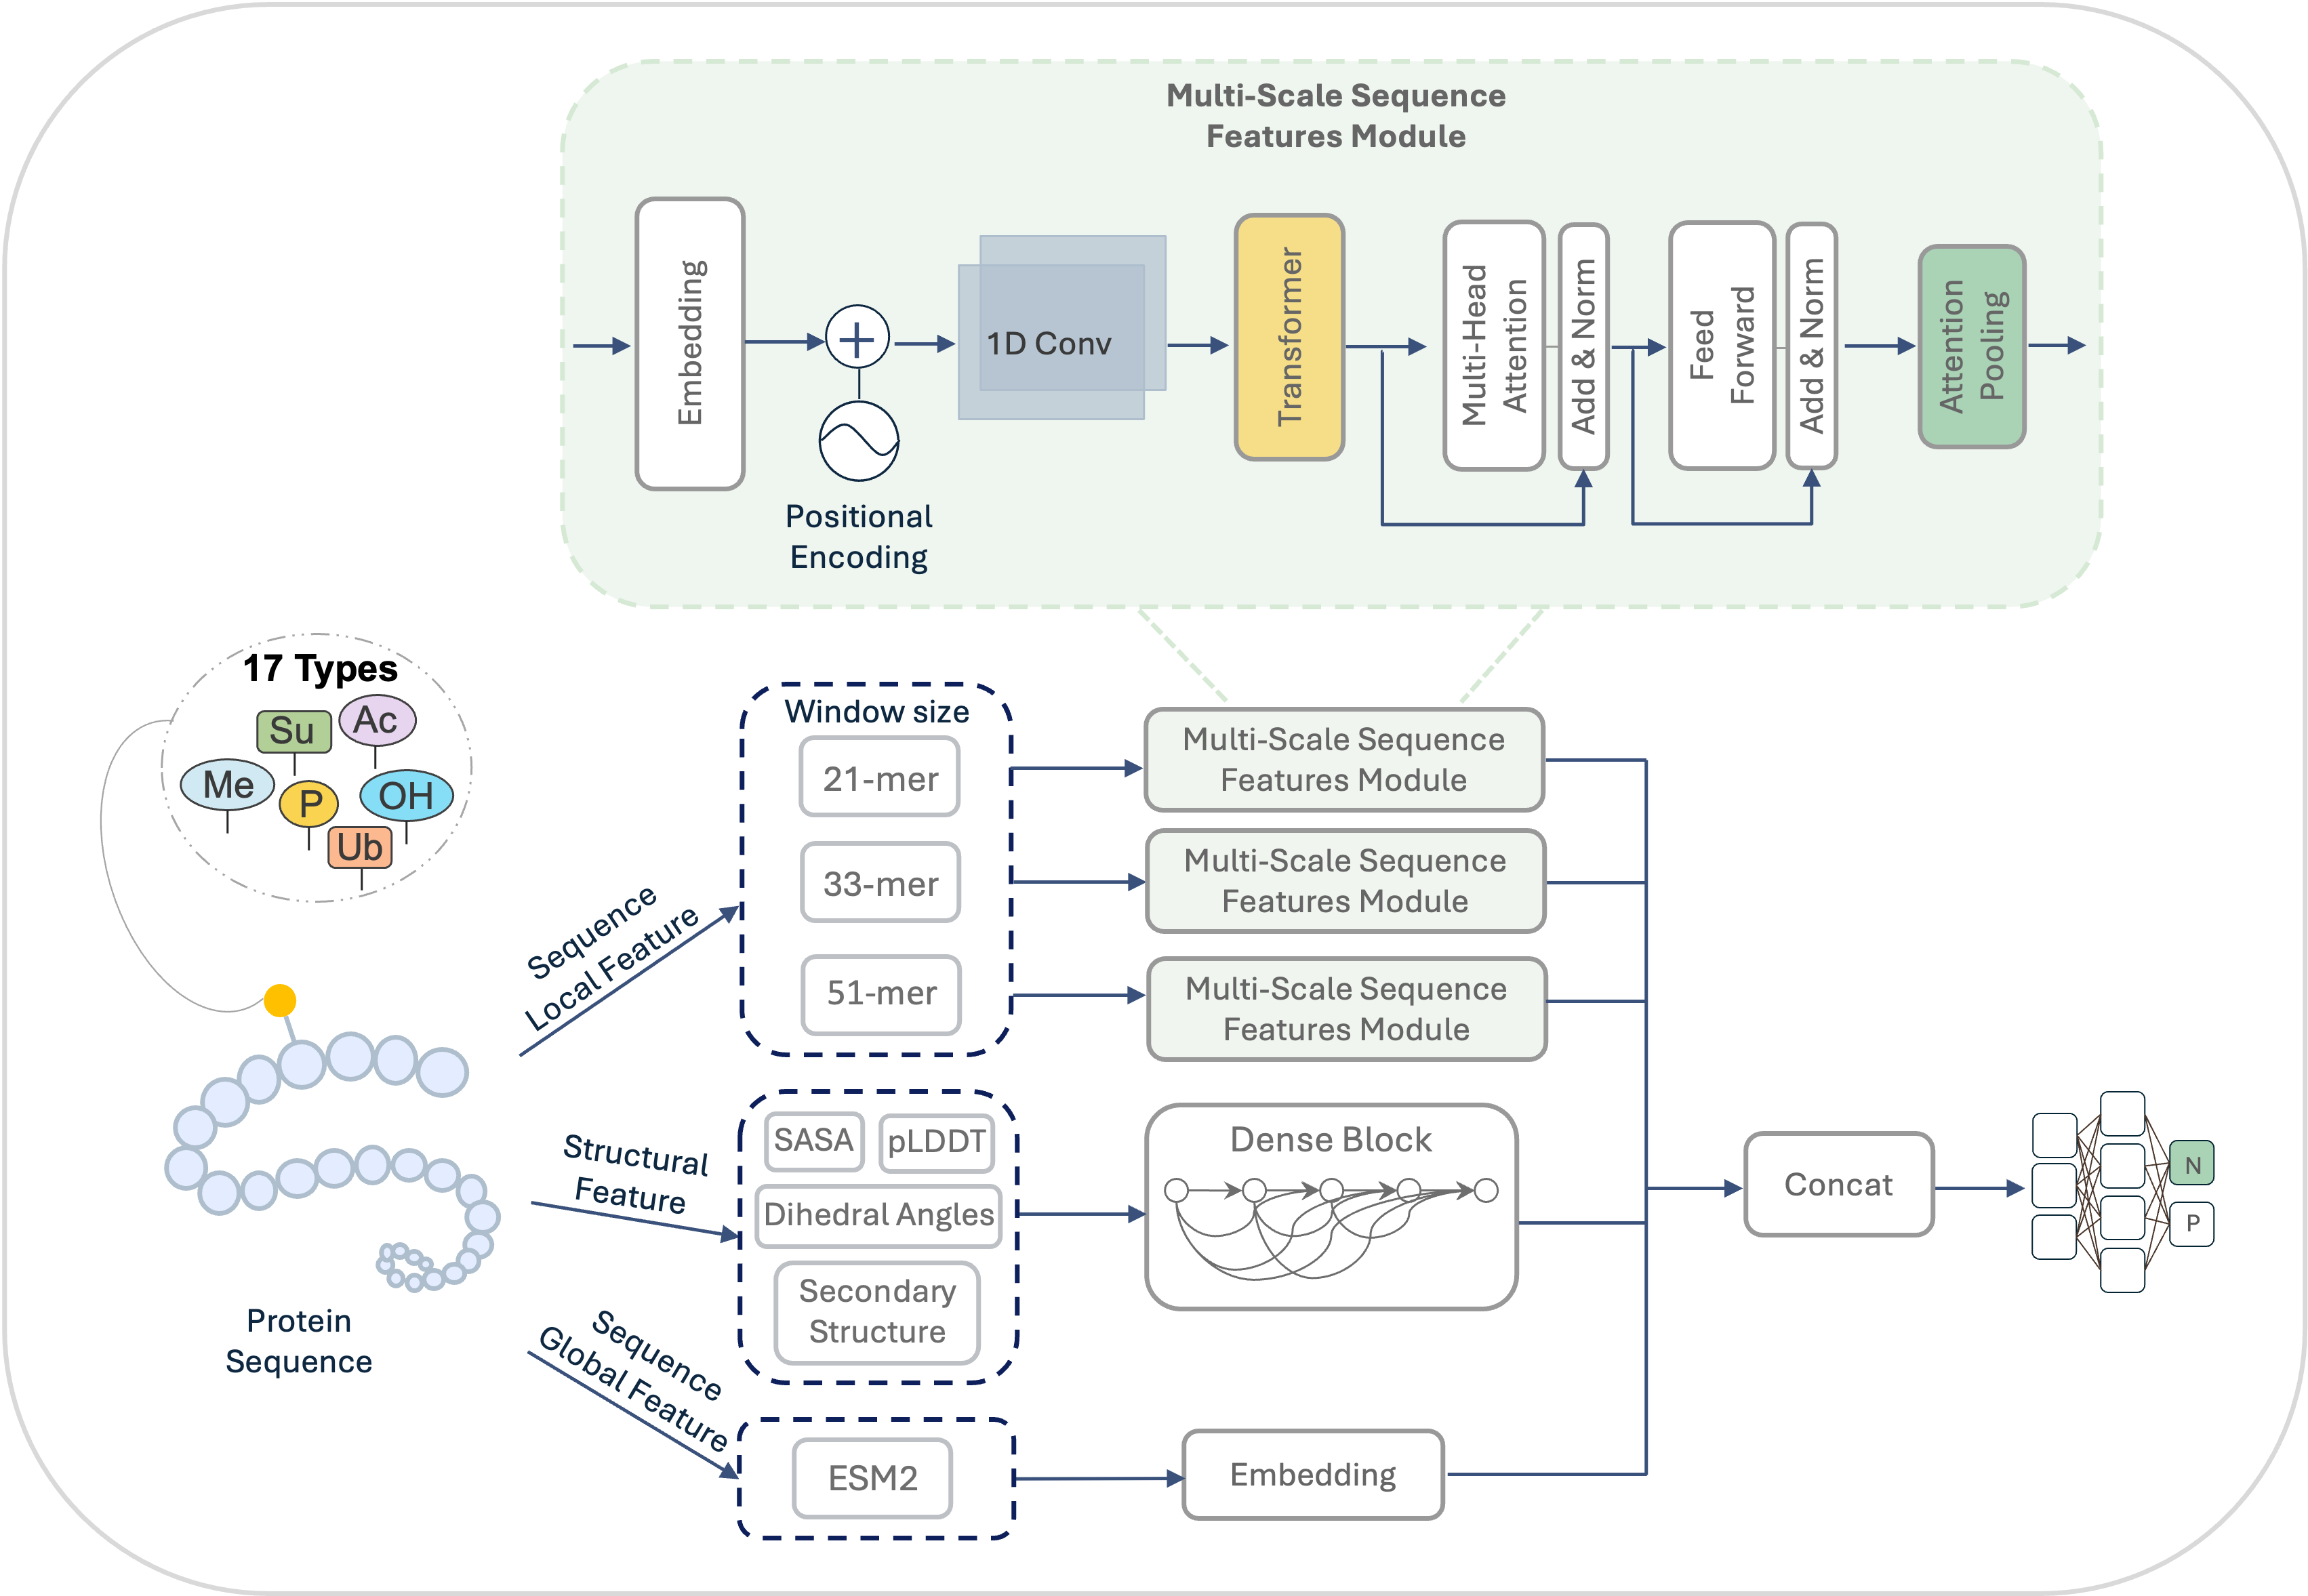 Multi-Scale Sequence
Features Module
Embedding
Positional
Encoding
1D Conv
Transformer
Multi-Head
Attention
Add & Norm
Feed
Forward
Add & Norm
Attention
Pooling
17 Types
Su
Ac
Me
P
OH
Ub
Protein
Sequence
Sequence
Local Feature
Structural
Feature
Sequence
Global Feature
Window size
21-mer
33-mer
51-mer
Multi-Scale Sequence
Features Module
Multi-Scale Sequence
Features Module
Multi-Scale Sequence
Features Module
SASA
pLDDT
Dihedral Angles
Secondary
Structure
Dense Block
ESM2
Embedding
Concat
N
P